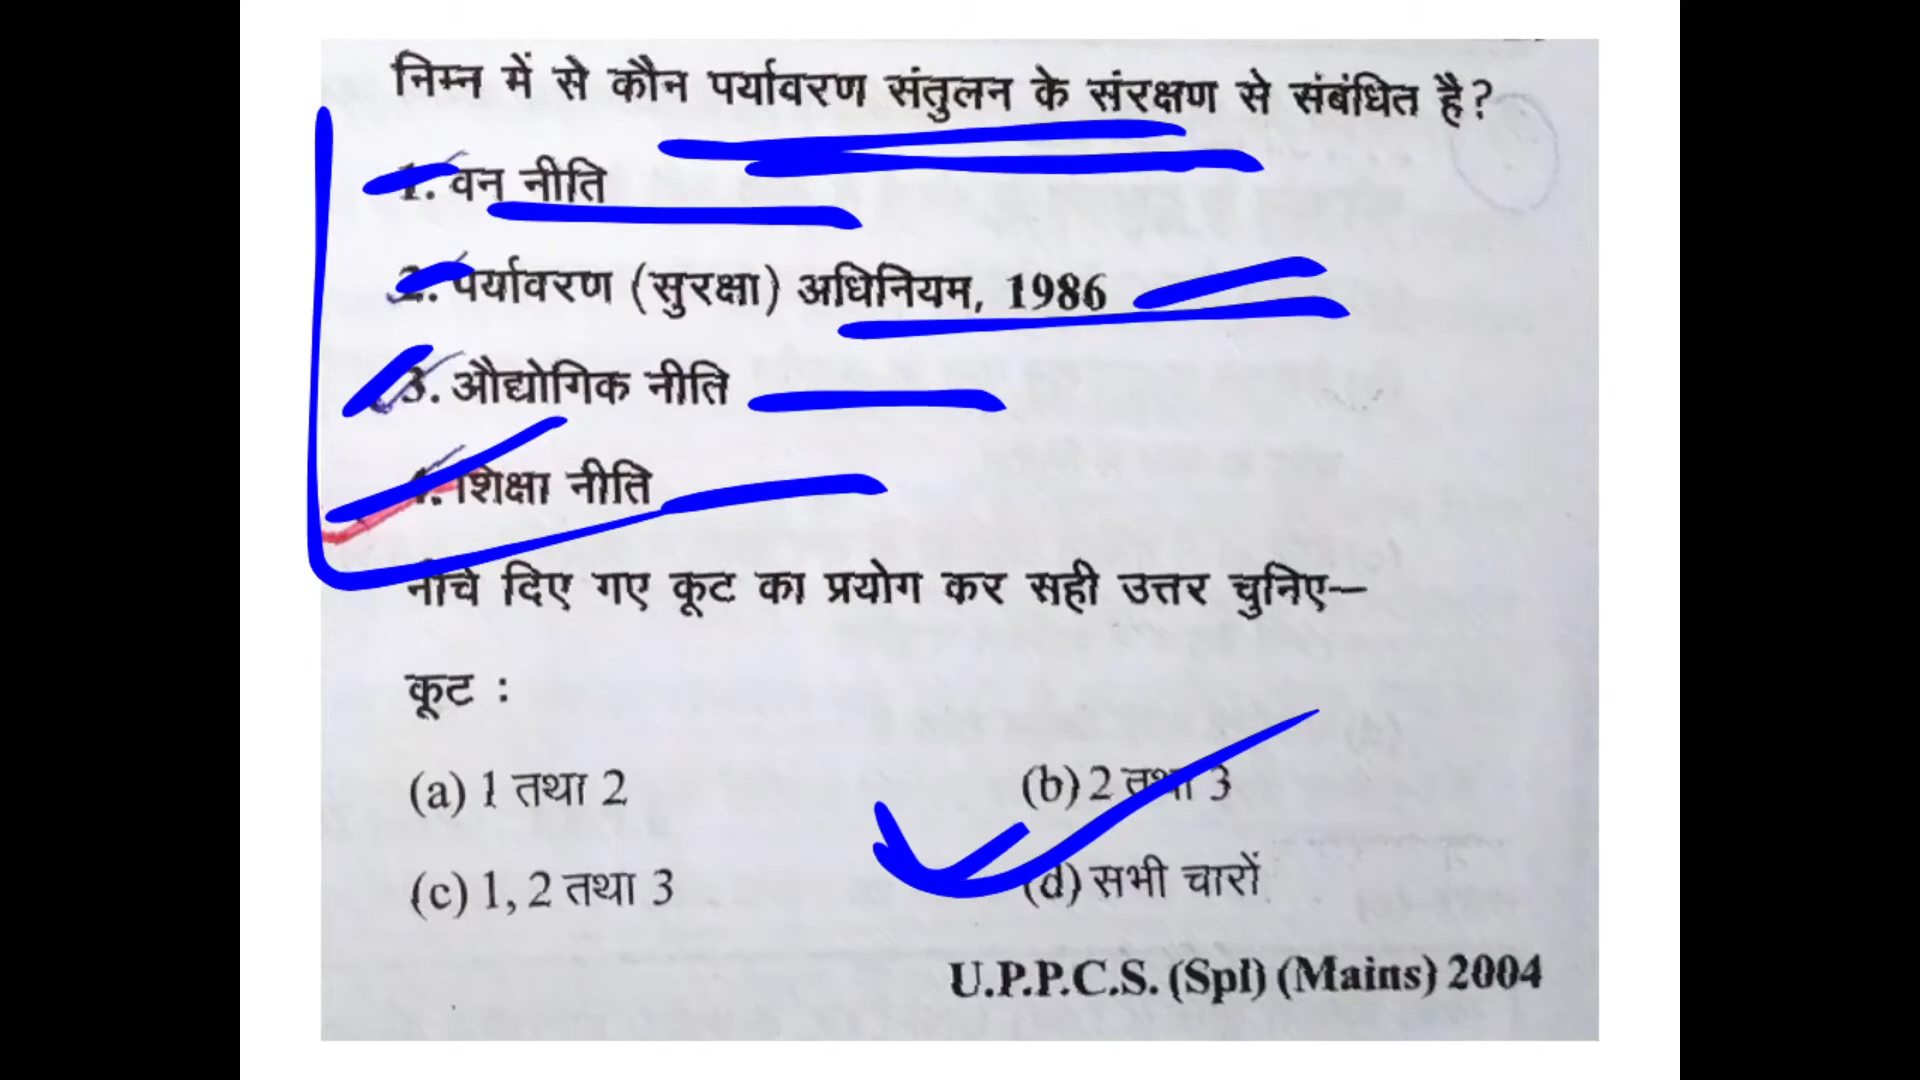 निम्न में से कौन पर्यावरण संतुलन के संरक्षण से संबंधित है?
1. वन नीति
2. पर्यावरण (सुरक्षा) अधिनियम, 1986
3. औद्योगिक नीति
4. शिक्षा नीति
नीचे दिए गए कूट का प्रयोग कर सही उत्तर चुनिए–
कूट :
(a) 1 तथा 2 (b) 2 तथा 3
(c) 1, 2 तथा 3 (d) सभी चारों
U.P.P.C.S. (Spl) (Mains) 2004